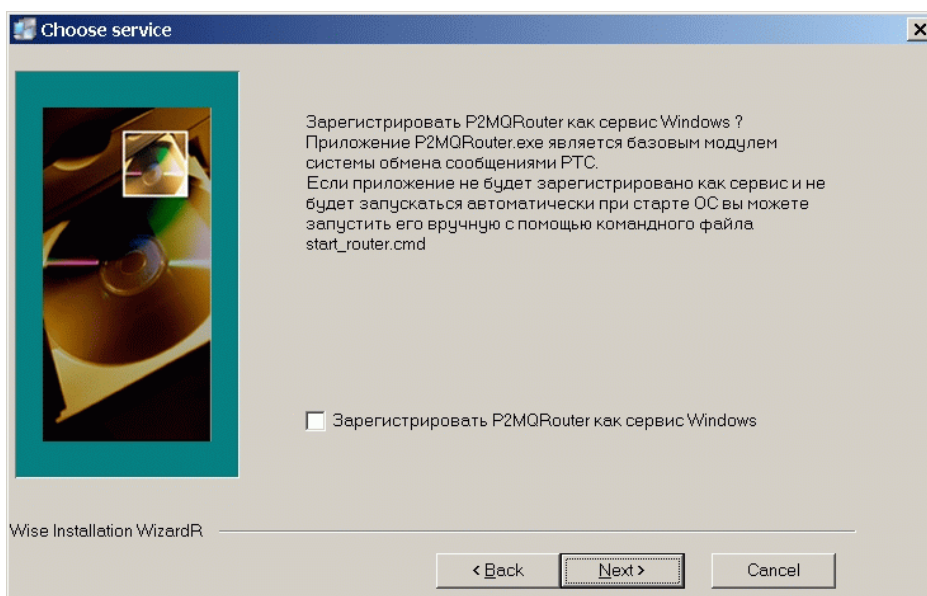 Choose service
Зарегистрировать P2MQRouter как сервис Windows ?
Приложение P2MQRouter.exe является базовым модулем
системы обмена сообщениями РТС.
Если приложение не будет зарегистрировано как сервис и не
будет запускаться автоматически при старте ОС вы можете
запустить его вручную с помощью командного файла
start_router.cmd
Зарегистрировать P2MQRouter как сервис Windows
Wise Installation WizardR
< Back
Next >
Cancel